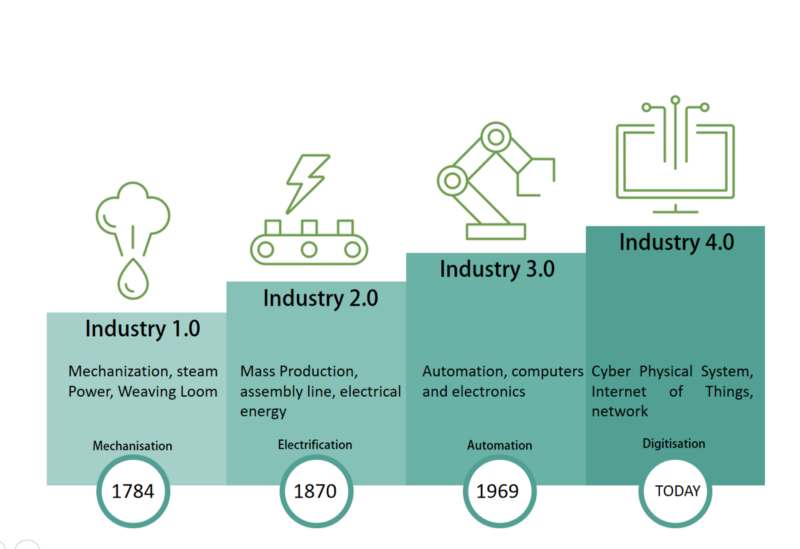 Industry 1.0
Mechanization, steam
Power, Weaving Loom
Mechanisation
1784
Industry 2.0
Mass Production,
assembly line, electrical
energy
Electrification
1870
Industry 3.0
Automation, computers
and electronics
Automation
1969
Industry 4.0
Cyber Physical System,
Internet of Things,
network
Digitisation
TODAY